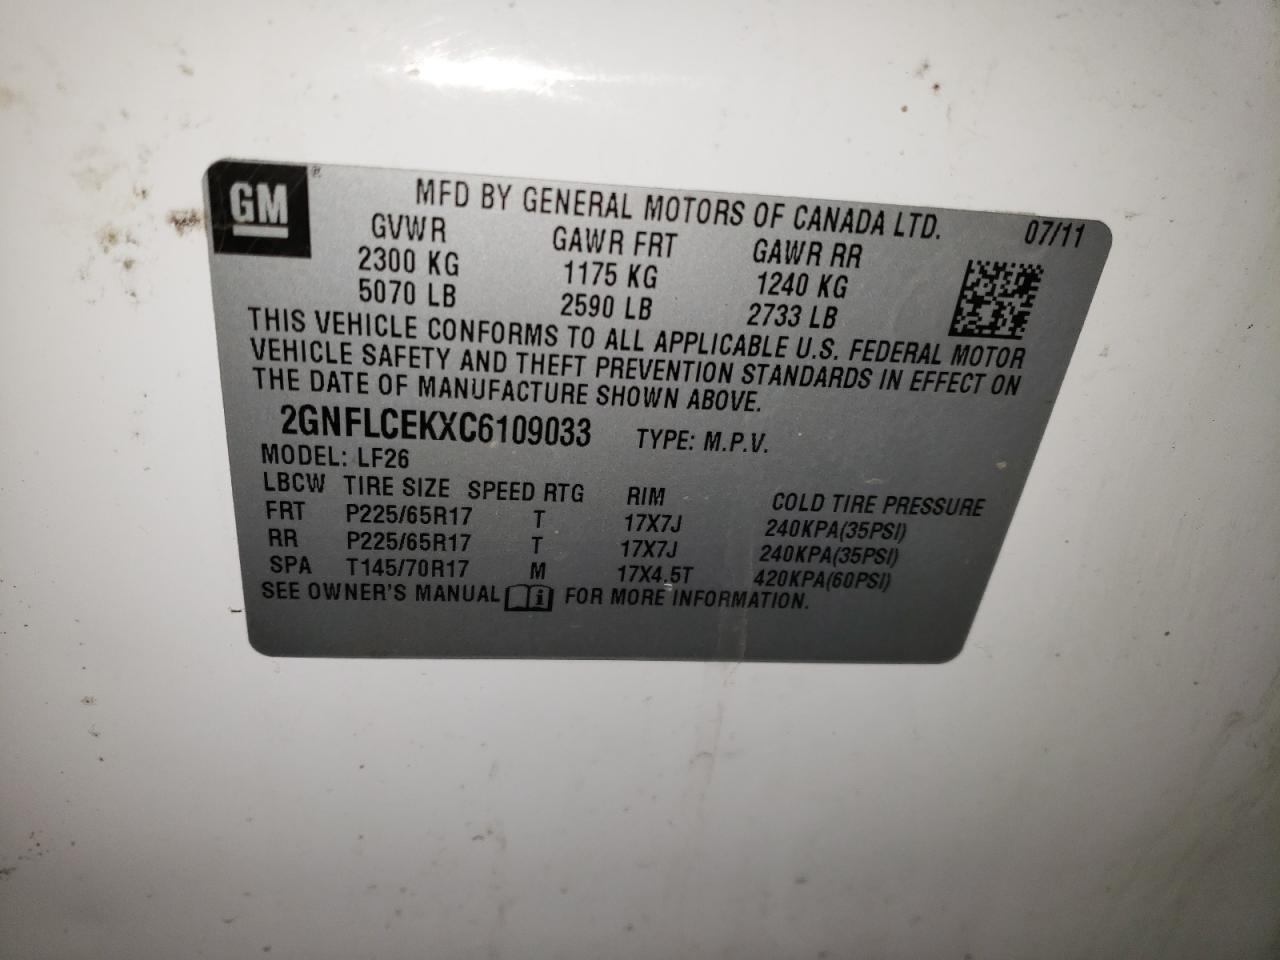 GM®
MFD BY GENERAL MOTORS OF CANADA LTD. 07/11
GVWR GAWR FRT GAWR RR
2300 KG 1175 KG 1240 KG
5070 LB 2590 LB 2733 LB
THIS VEHICLE CONFORMS TO ALL APPLICABLE U.S. FEDERAL MOTOR
VEHICLE SAFETY AND THEFT PREVENTION STANDARDS IN EFFECT ON
THE DATE OF MANUFACTURE SHOWN ABOVE.
2GNFLCEKXC6109033 TYPE: M.P.V.
MODEL: LF26
LBCW TIRE SIZE SPEED RTG RIM COLD TIRE PRESSURE
FRT P225/65R17 T 17X7J 240KPA(35PSI)
RR P225/65R17 T 17X7J 240KPA(35PSI)
SPA T145/70R17 M 17X4.5T 420KPA(60PSI)
SEE OWNER'S MANUAL i FOR MORE INFORMATION.